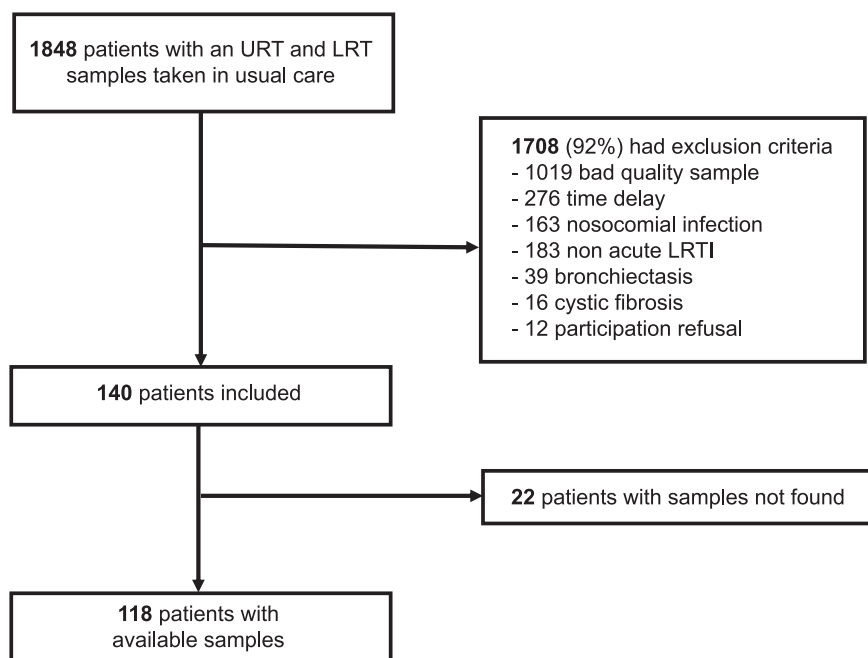 1848 patients with an URT and LRT
samples taken in usual care
1708 (92%) had exclusion criteria
- 1019 bad quality sample
- 276 time delay
- 163 nosocomial infection
- 183 non acute LRTI
- 39 bronchiectasis
- 16 cystic fibrosis
- 12 participation refusal
140 patients included
22 patients with samples not found
118 patients with
available samples